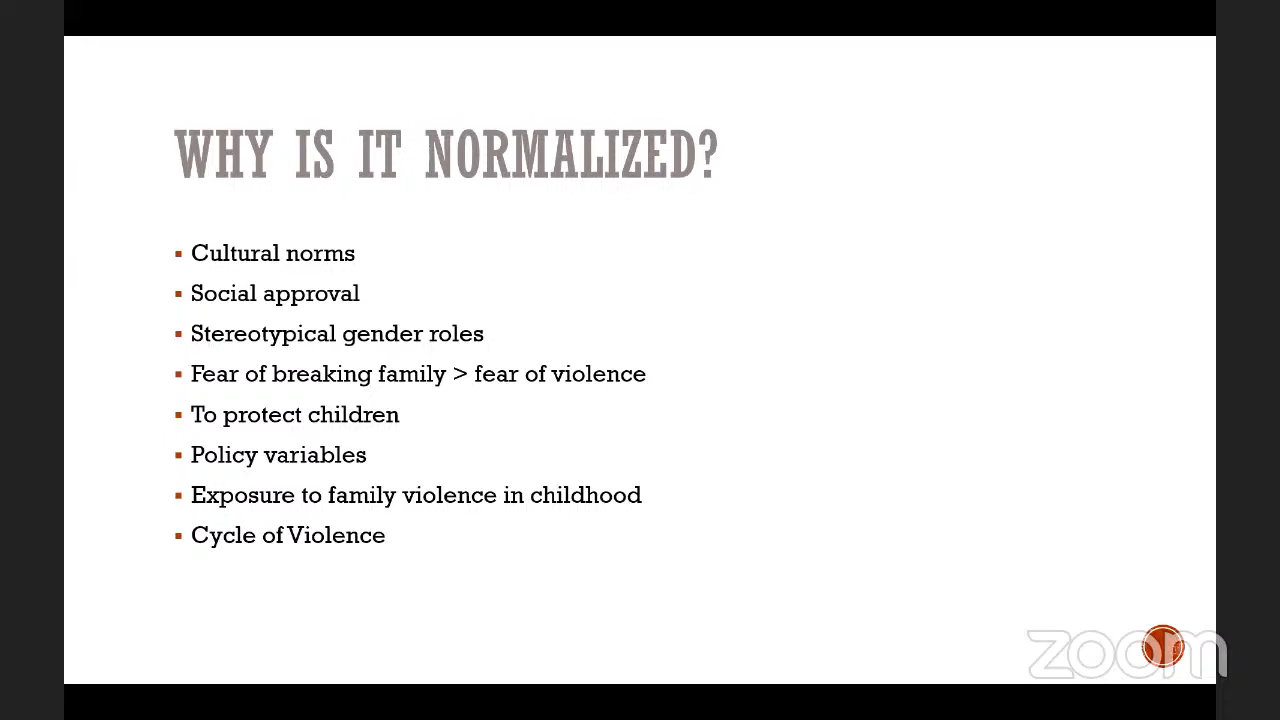 WHY IS IT NORMALIZED?
Cultural norms
Social approval
Stereotypical gender roles
Fear of breaking family > fear of violence
To protect children
Policy variables
Exposure to family violence in childhood
Cycle of Violence
zoom